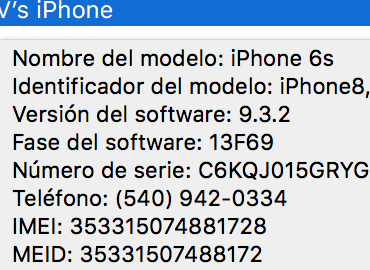 V's iPhone
Nombre del modelo: iPhone 6s
Identificador del modelo: iPhone8,
Versión del software: 9.3.2
Fase del software: 13F69
Número de serie: C6KQJ015GRYG
Teléfono: (540) 942-0334
IMEI: 353315074881728
MEID: 35331507488172